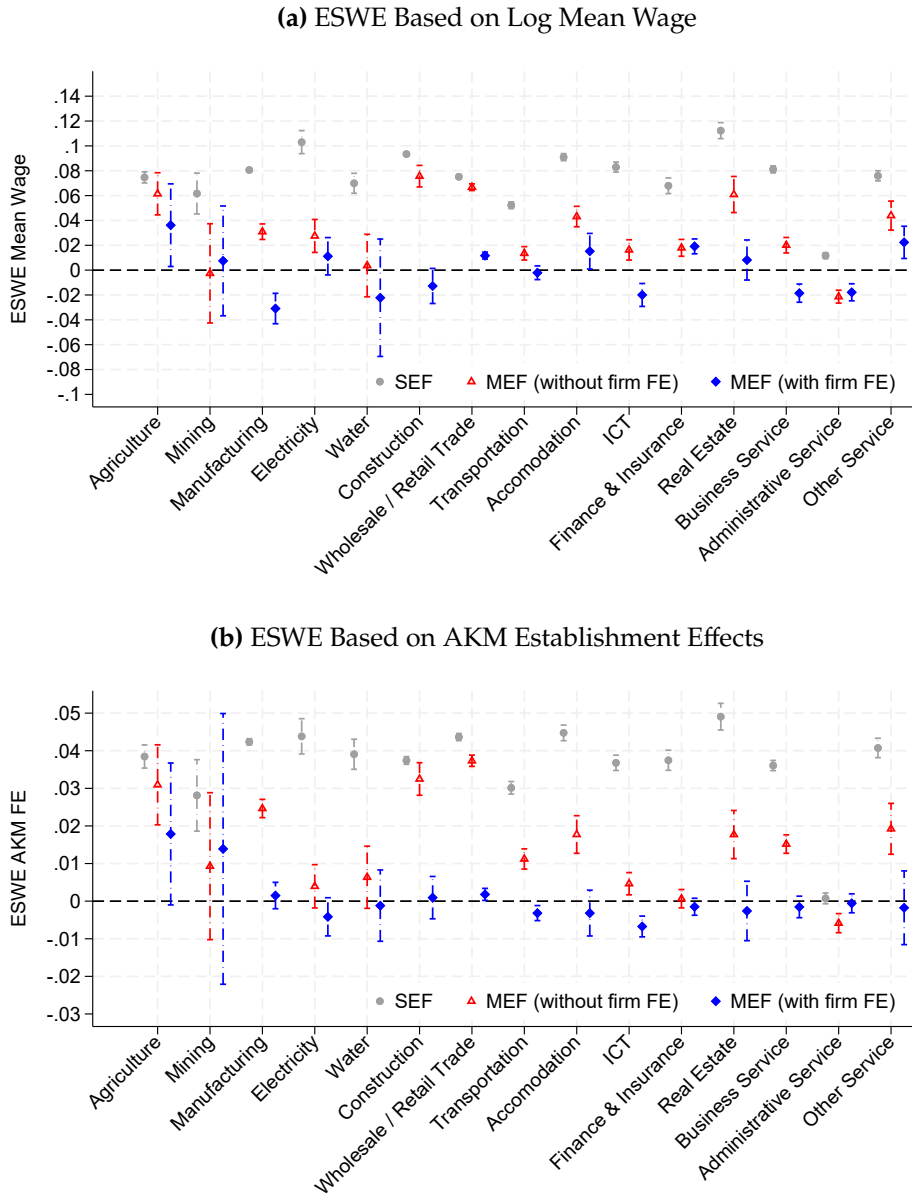 (a) ESWE Based on Log Mean Wage
ESWE Mean Wage
.14
.12
.1
.08
.06
.04
.02
0
-.02
-.04
-.06
-.08
-.1
SEF MEF (without firm FE) MEF (with firm FE)
Agriculture
Mining
Manufacturing
Electricity
Water
Construction
Wholesale / Retail Trade
Transportation
Accomodation
ICT
Finance & Insurance
Real Estate
Business Service
Administrative Service
Other Service
(b) ESWE Based on AKM Establishment Effects
ESWE AKM FE
.05
.04
.03
.02
.01
0
-.01
-.02
-.03
SEF MEF (without firm FE) MEF (with firm FE)
Agriculture
Mining
Manufacturing
Electricity
Water
Construction
Wholesale / Retail Trade
Transportation
Accomodation
ICT
Finance & Insurance
Real Estate
Business Service
Administrative Service
Other Service